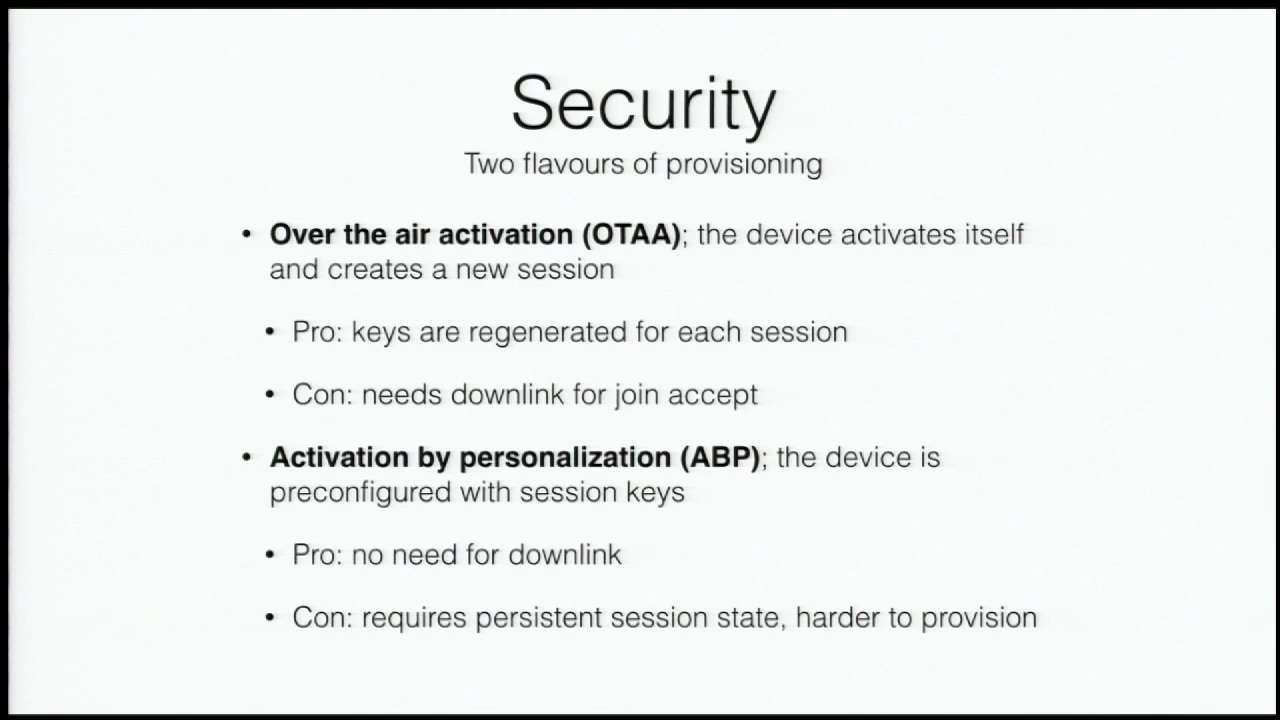 Security
Two flavours of provisioning
• Over the air activation (OTAA); the device activates itself
and creates a new session
• Pro: keys are regenerated for each session
• Con: needs downlink for join accept
• Activation by personalization (ABP); the device is
preconfigured with session keys
• Pro: no need for downlink
• Con: requires persistent session state, harder to provision